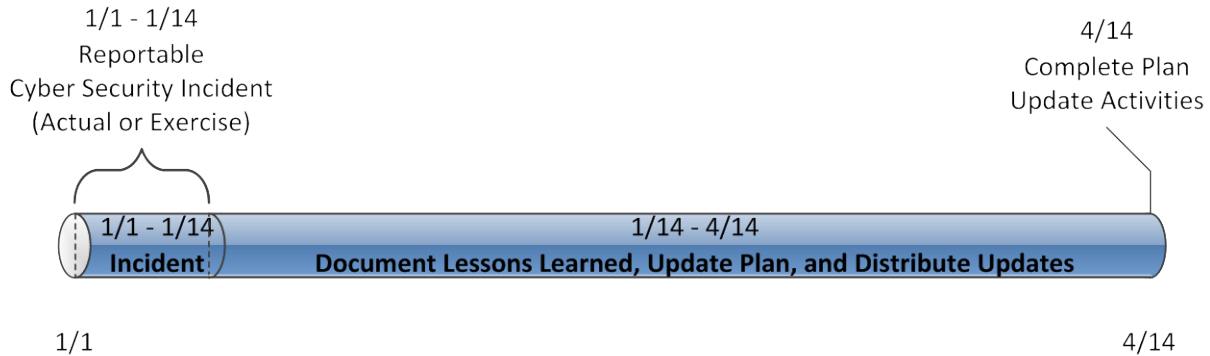 1/1 - 1/14
Reportable
Cyber Security Incident
(Actual or Exercise)
4/14
Complete Plan
Update Activities
1/1 - 1/14
Incident
1/14 - 4/14
Document Lessons Learned, Update Plan, and Distribute Updates
1/1
4/14